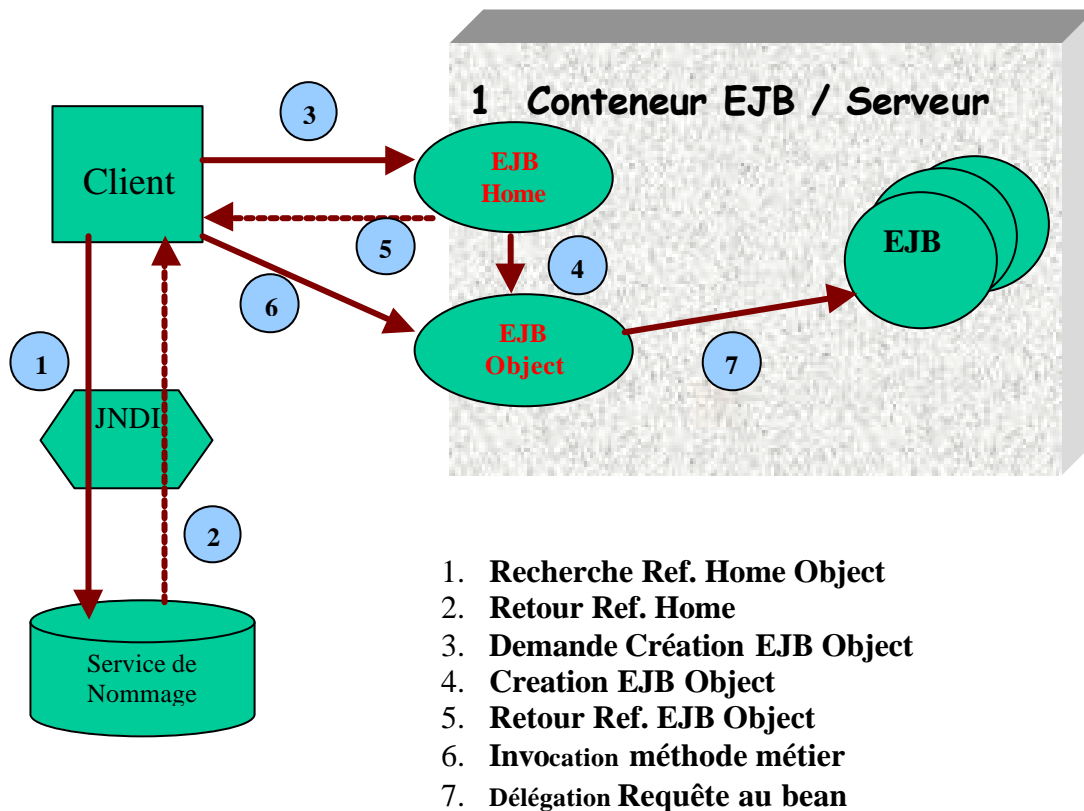 1 Conteneur EJB / Serveur
3
Client
EJB
Home
5
4
EJB
6
EJB
Object
7
1
JNDI
2
Service de
Nommage
1. Recherche Ref. Home Object
2. Retour Ref. Home
3. Demande Création EJB Object
4. Creation EJB Object
5. Retour Ref. EJB Object
6. Invocation méthode métier
7. Délégation Requête au bean